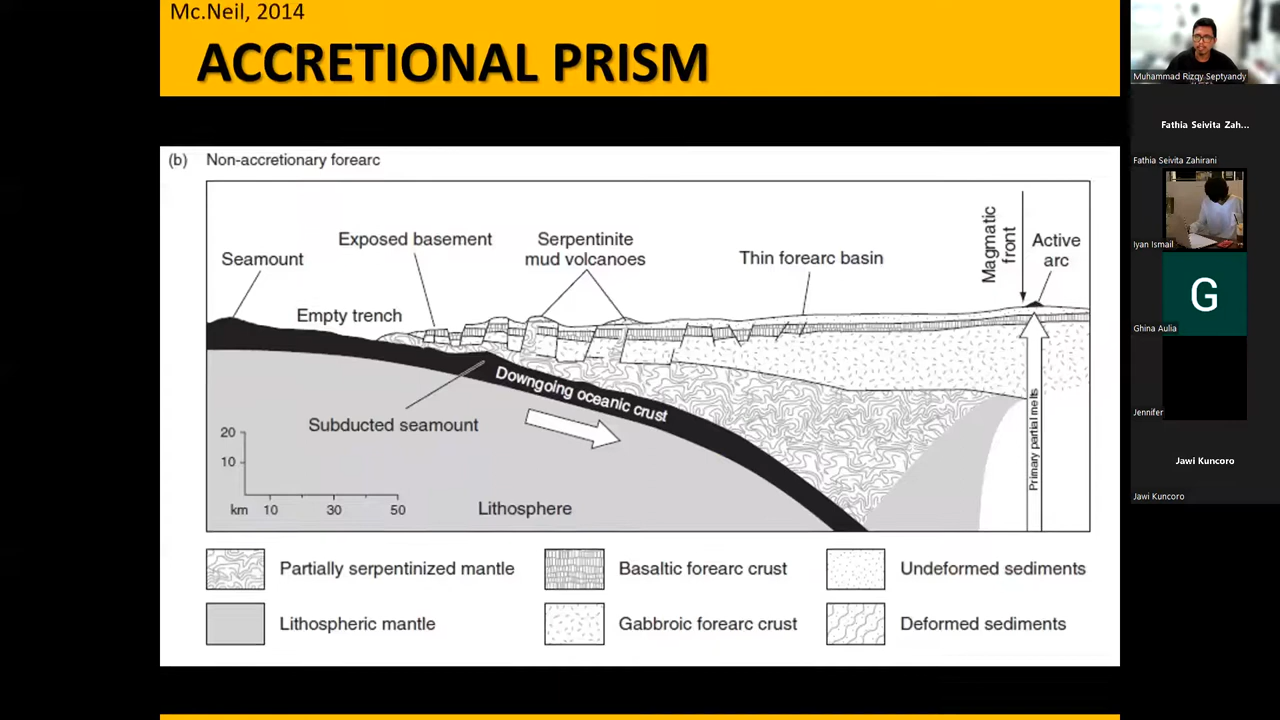 Mc.Neil, 2014
ACCRETIONAL PRISM
(b) Non-accretionary forearc
Seamount
Exposed basement
Serpentinite
mud volcanoes
Thin forearc basin
Magmatic
front
Active
arc
Empty trench
Downgoing oceanic crust
Subducted seamount
Primary partial melts
20
10
km 10 30 50
Lithosphere
Partially serpentinized mantle
Basaltic forearc crust
Undeformed sediments
Lithospheric mantle
Gabbroic forearc crust
Deformed sediments
Muhammad Rizqy Septyandy
Fathia Seivita Zah...
Fathia Seivita Zahirani
Iyan Ismail
G
Ghina Aulia
Jennifer
Jawi Kuncoro
Jawi Kuncoro